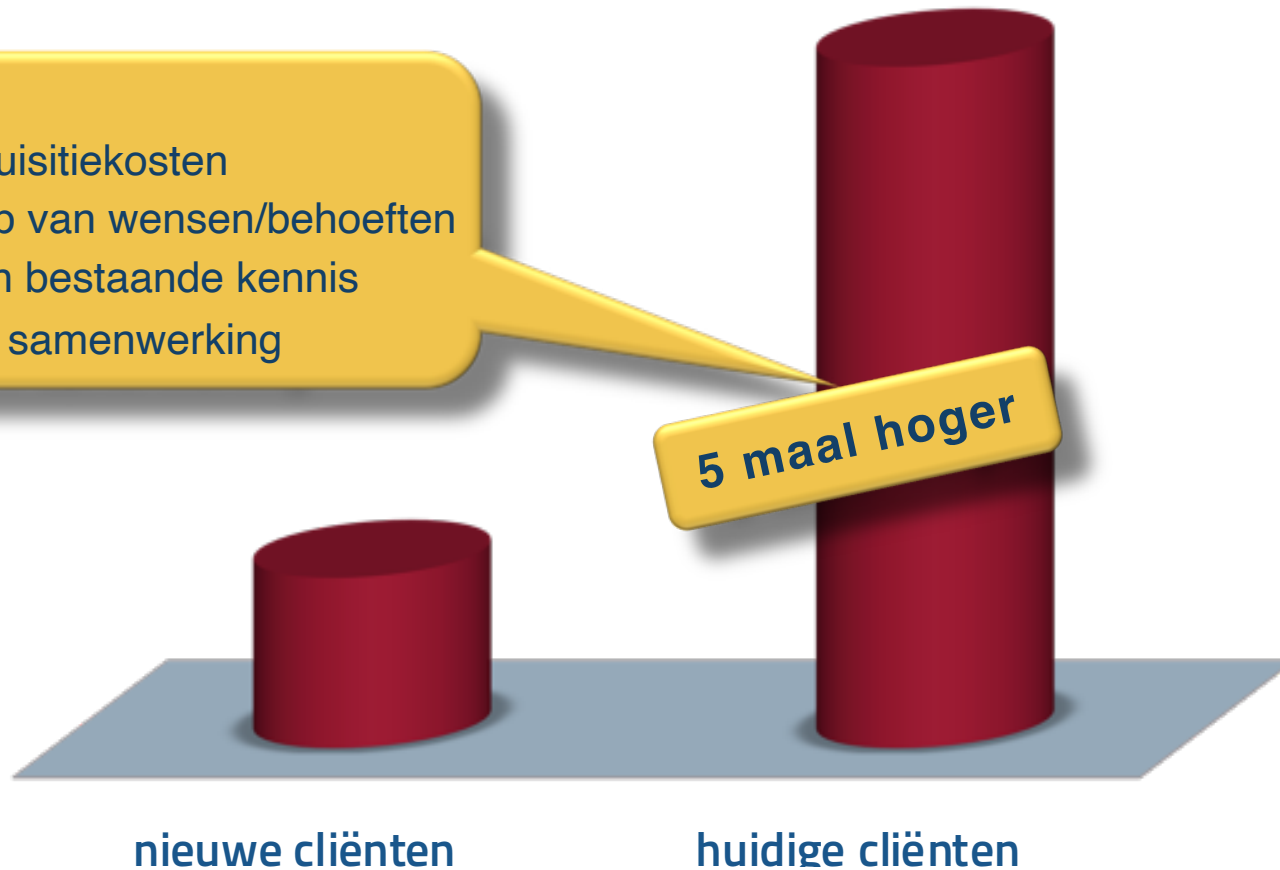 uisitiekosten
van wensen/behoeften
bestaande kennis
samenwerking
5 maal hoger
nieuwe cliënten
huidige cliënten